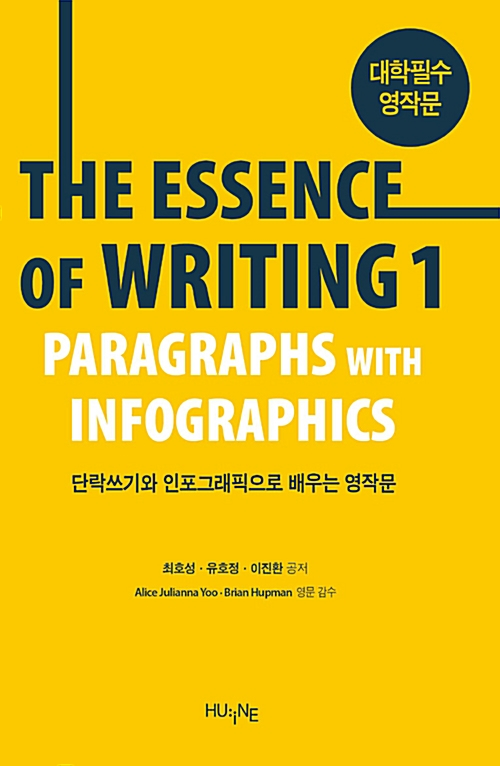 대학필수
영작문
THE ESSENCE
OF WRITING 1
PARAGRAPHS WITH
INFOGRAPHICS
단락쓰기와 인포그래픽으로 배우는 영작문
최호성 · 유호정 · 이진환 공저
Alice Julianna Yoo · Brian Hupman 영문 감수
HU:iNE